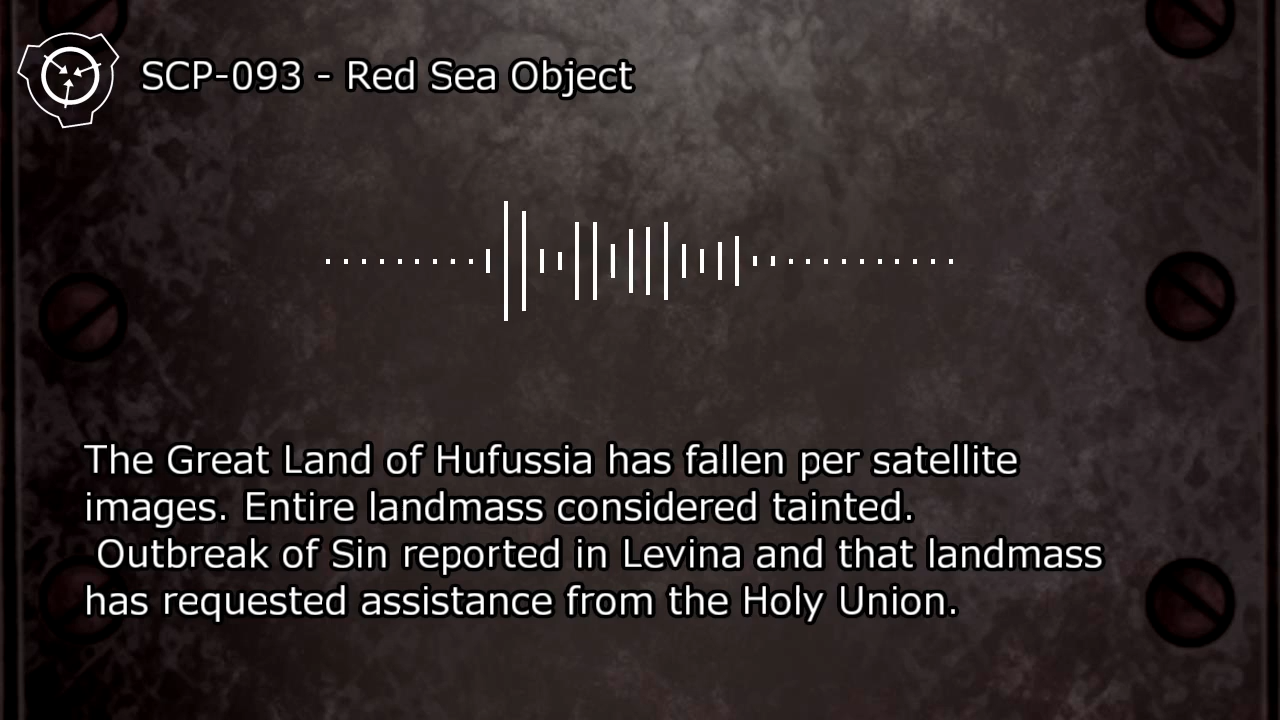 SCP-093 - Red Sea Object
The Great Land of Hufussia has fallen per satellite
images. Entire landmass considered tainted.
Outbreak of Sin reported in Levina and that landmass
has requested assistance from the Holy Union.